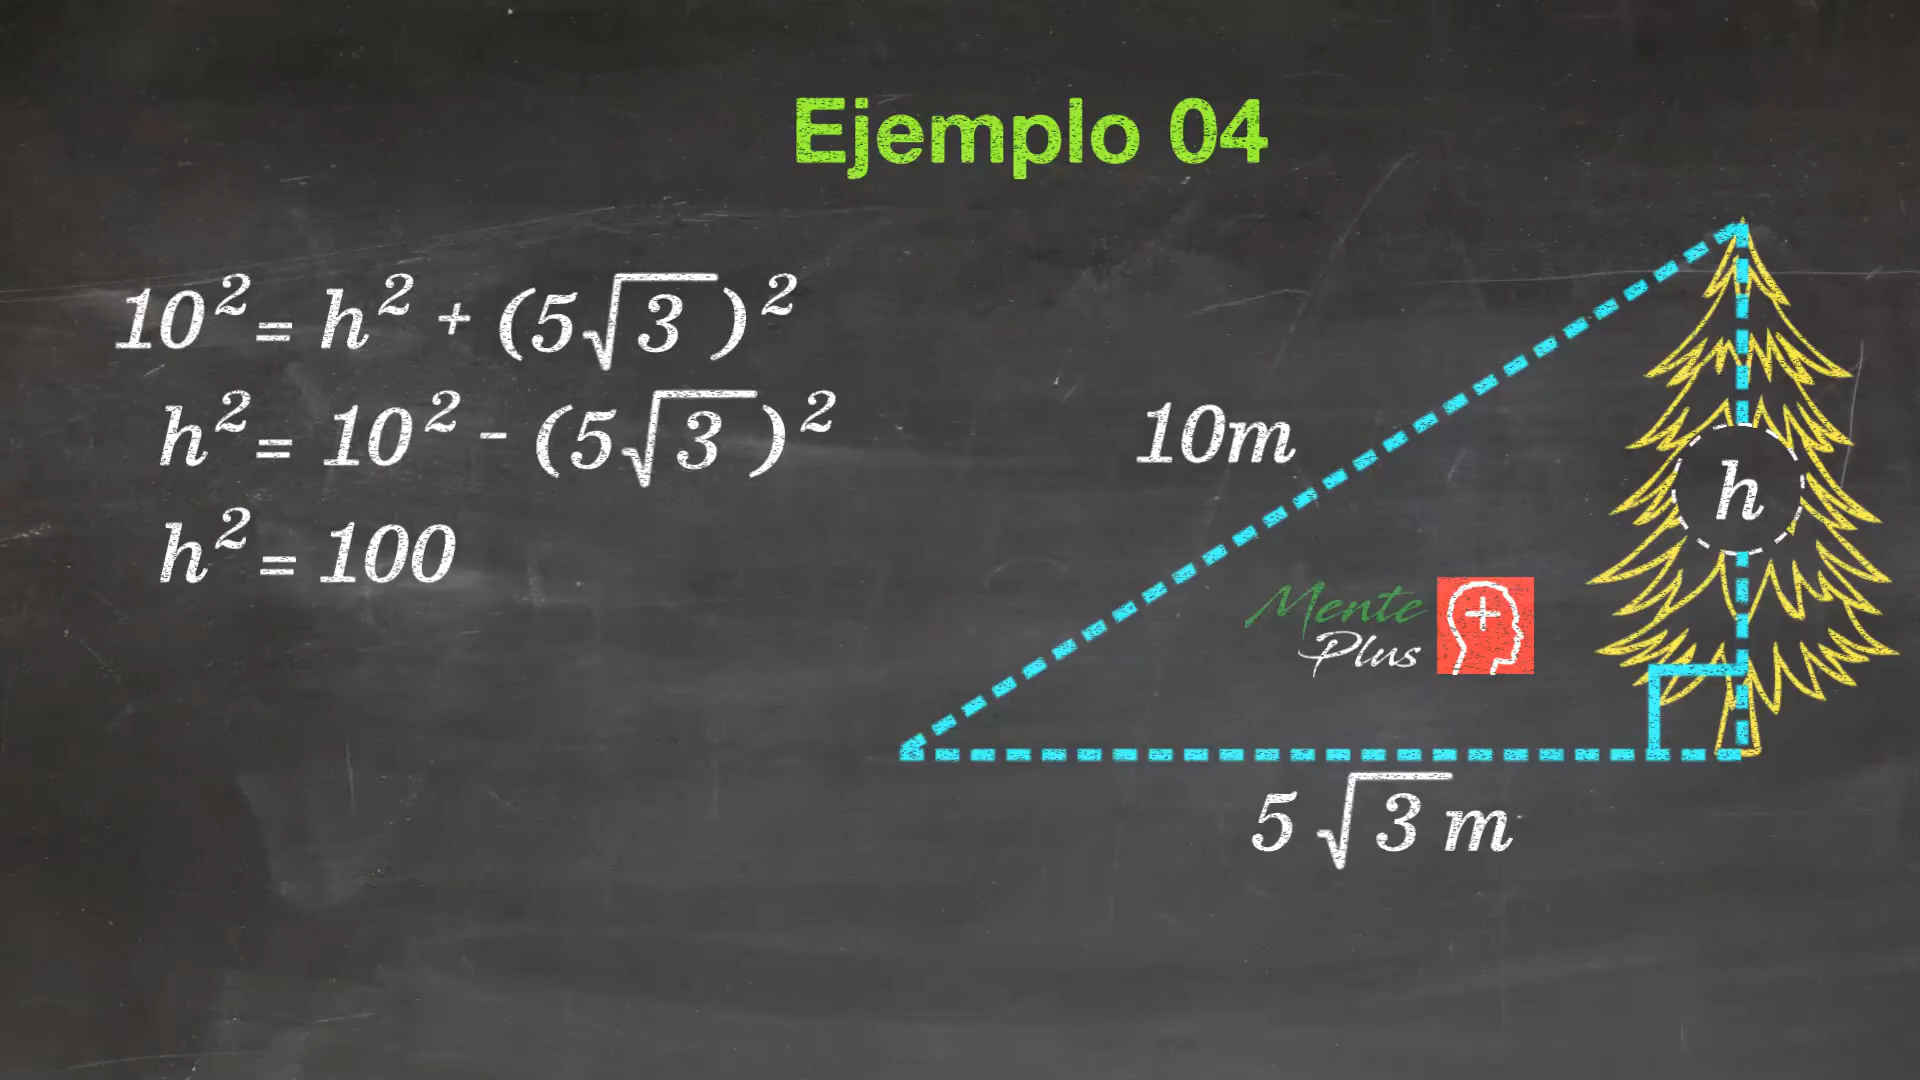 Ejemplo 04
10² = h² + (5√3)²
h² = 10² - (5√3)²
h² = 100
10m
h
Mente
Plus
5√3 m